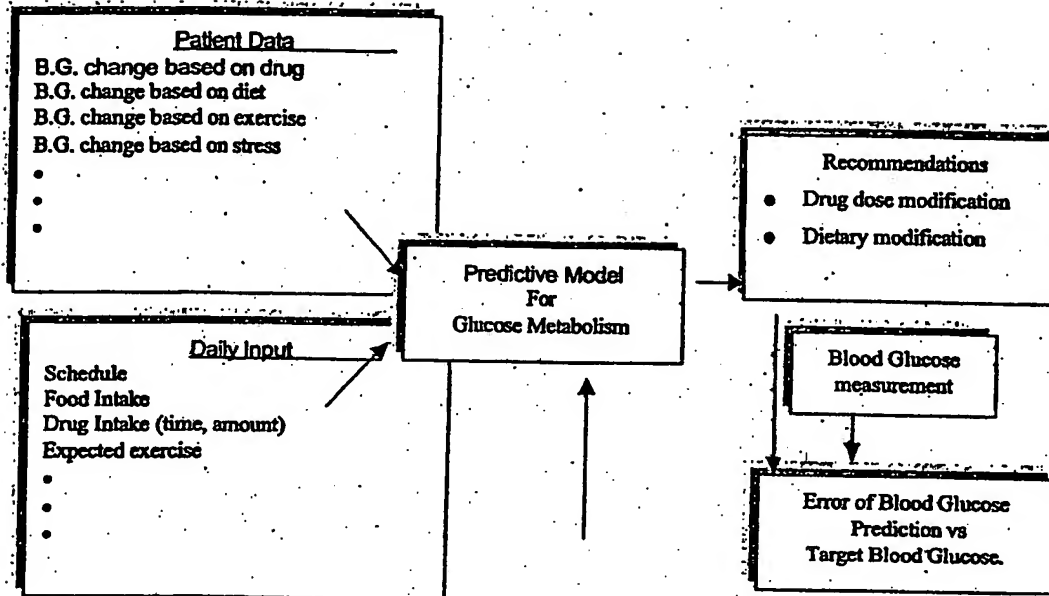 Patient Data
B.G. change based on drug
B.G. change based on diet
B.G. change based on exercise
B.G. change based on stress
•
•
•
Daily Input
Schedule
Food Intake
Drug Intake (time, amount)
Expected exercise
•
•
•
Predictive Model
For
Glucose Metabolism
Recommendations
• Drug dose modification
• Dietary modification
Blood Glucose
measurement
Error of Blood Glucose
Prediction vs
Target Blood Glucose.